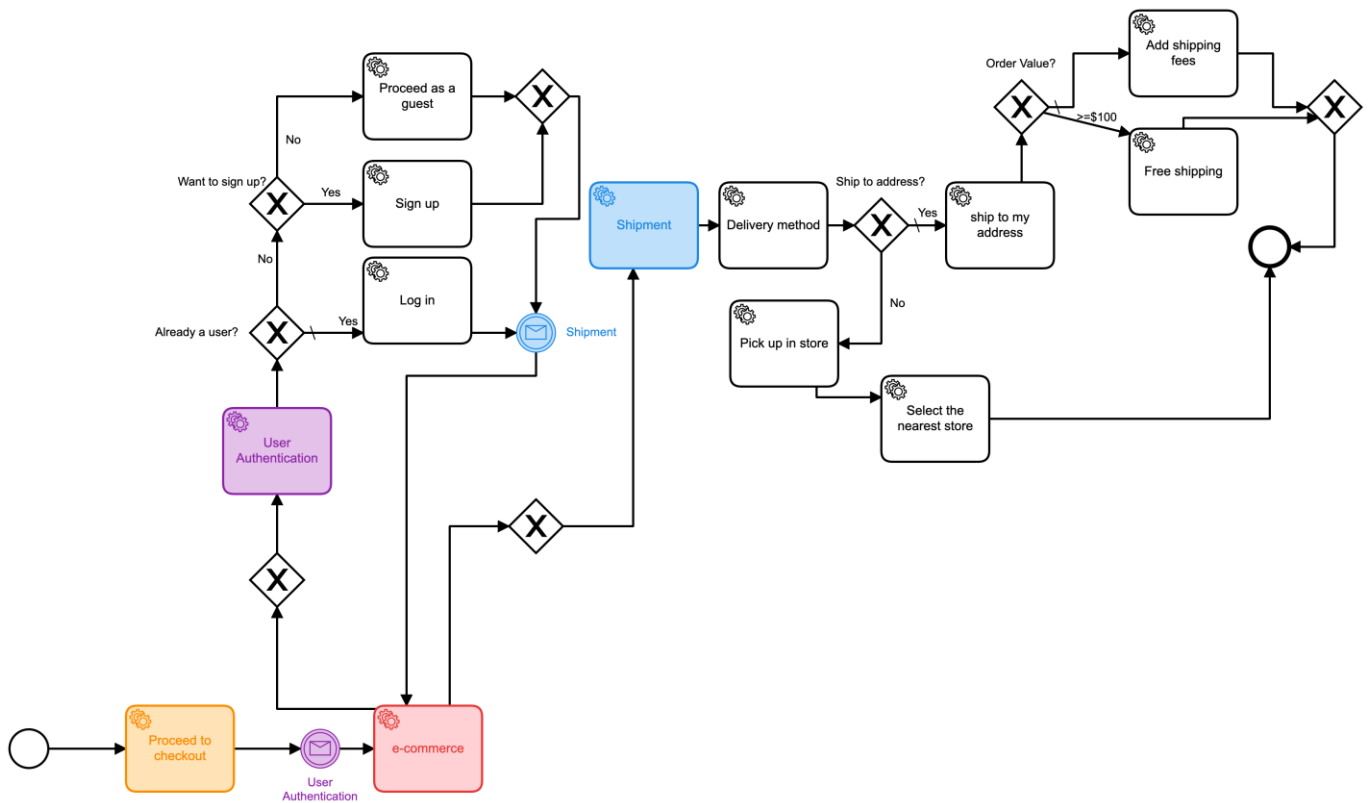 Add shipping
fees
Order Value?
Proceed as a
guest
>=$100
No
Free shipping
Want to sign up?
Yes
Sign up
Ship to address?
Shipment
Delivery method
Yes
ship to my
address
No
Log in
No
Already a user?
Yes
Shipment
Pick up in store
Select the
nearest store
User
Authentication
Proceed to
checkout
e-commerce
User
Authentication